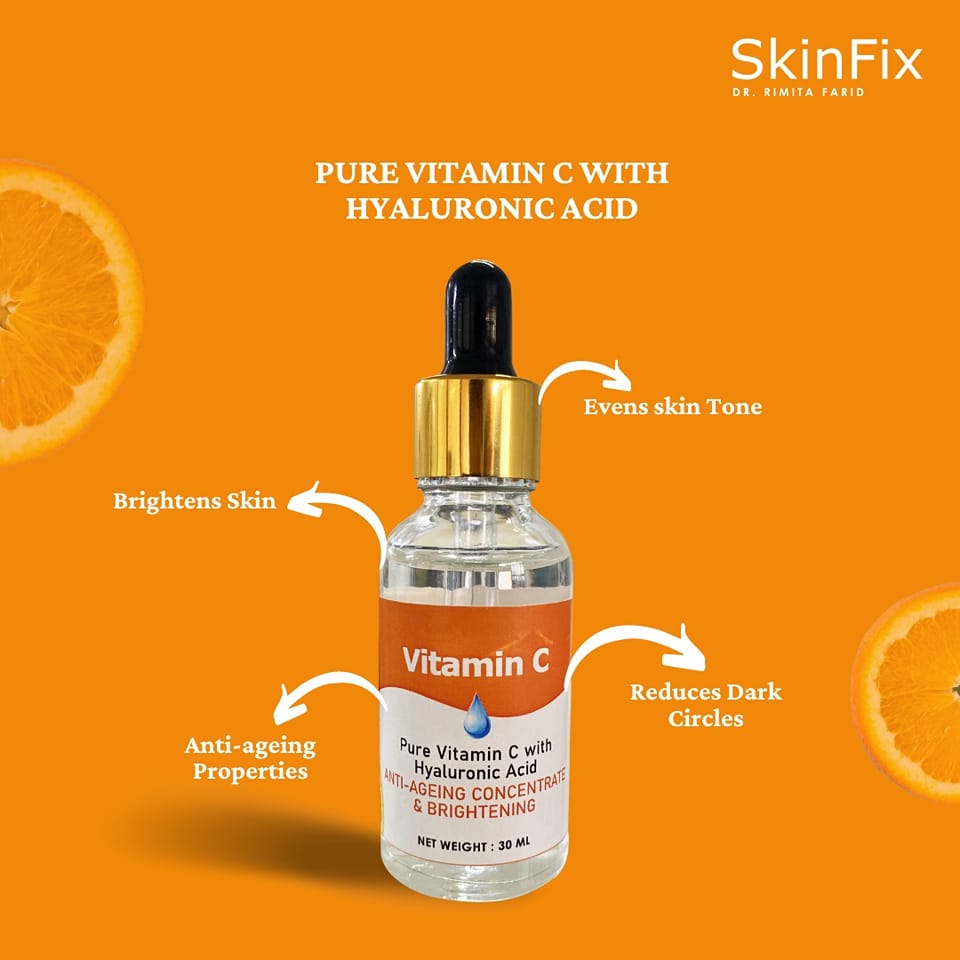 SkinFix
DR. RIMITA FARID
PURE VITAMIN C WITH
HYALURONIC ACID
Evens skin Tone
Brightens Skin
Vitamin C
Reduces Dark
Circles
Anti-ageing
Properties
Pure Vitamin C with
Hyaluronic Acid
ANTI-AGEING CONCENTRATE
& BRIGHTENING
NET WEIGHT : 30 ML